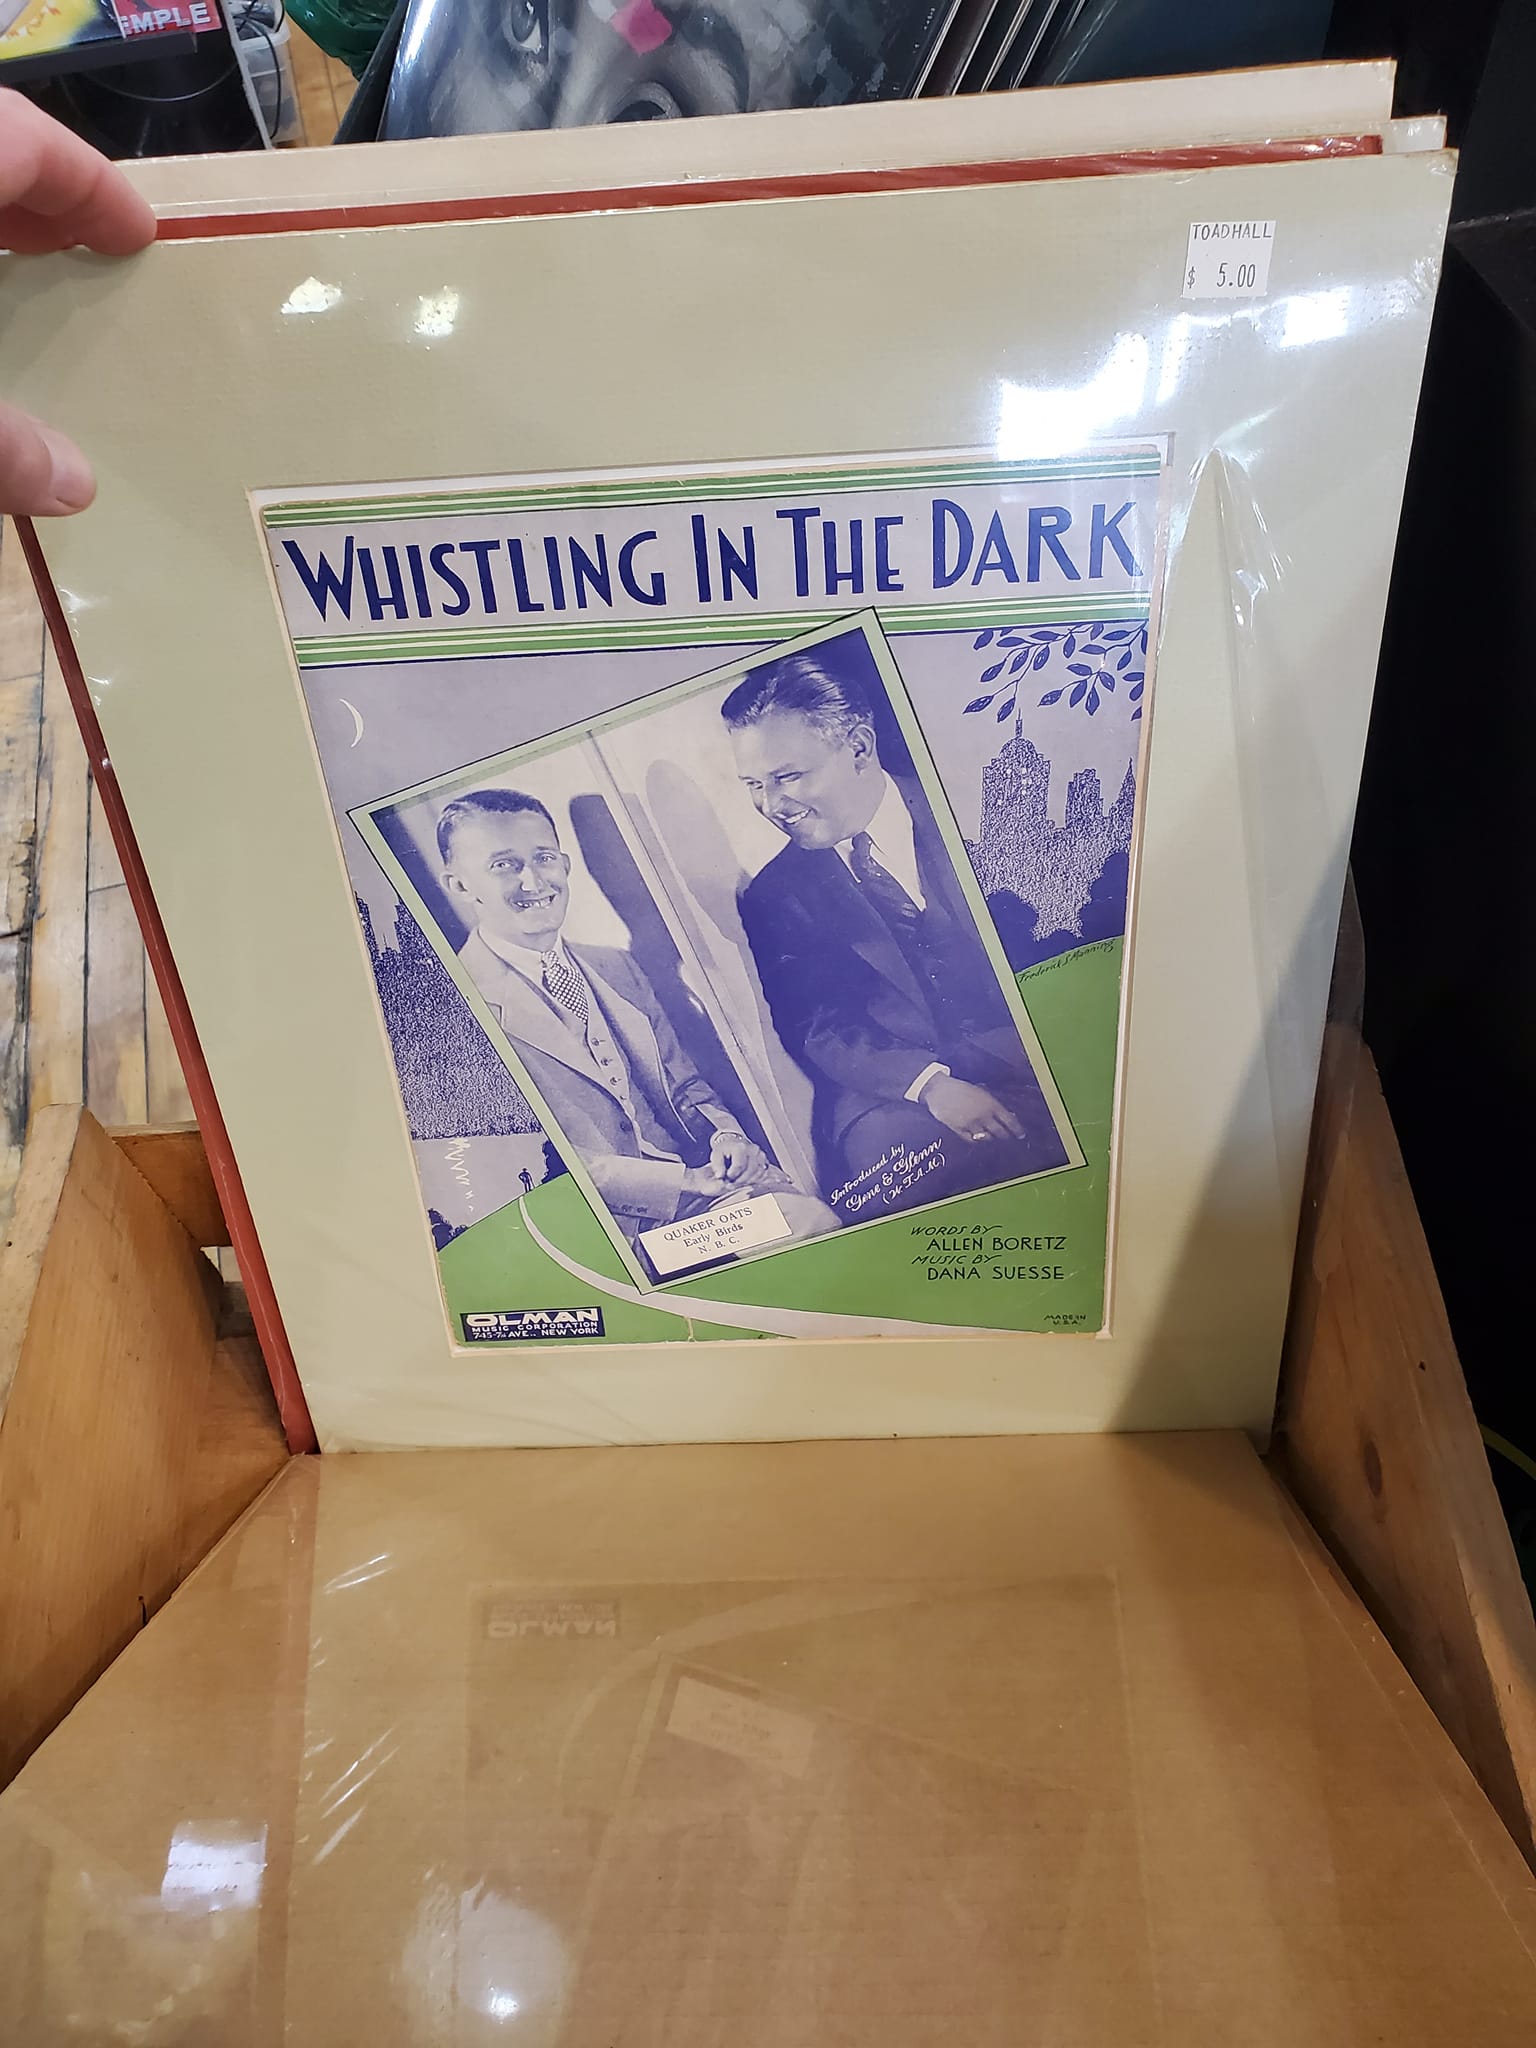 EMPLE
TOADHALL
$ 5.00
WHISTLING IN THE DARK
Frederick S Manning
Introduced by
Gene & Glenn
(W.T.A.M.)
QUAKER OATS
Early Birds
N. B. C.
WORDS BY
ALLEN BORETZ
MUSIC BY
DANA SUESSE
OLMAN
MUSIC CORPORATION
745-7th AVE., NEW YORK
MADE IN
U.S.A.